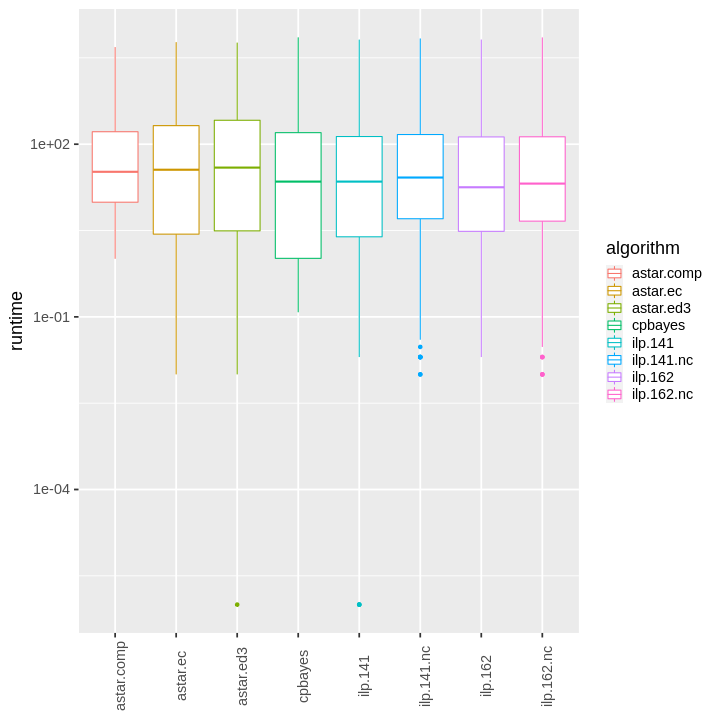 runtime
1e+02
1e-01
1e-04
astar.comp
astar.ec
astar.ed3
cpbayes
ilp.141
ilp.141.nc
ilp.162
ilp.162.nc
algorithm
astar.comp
astar.ec
astar.ed3
cpbayes
ilp.141
ilp.141.nc
ilp.162
ilp.162.nc